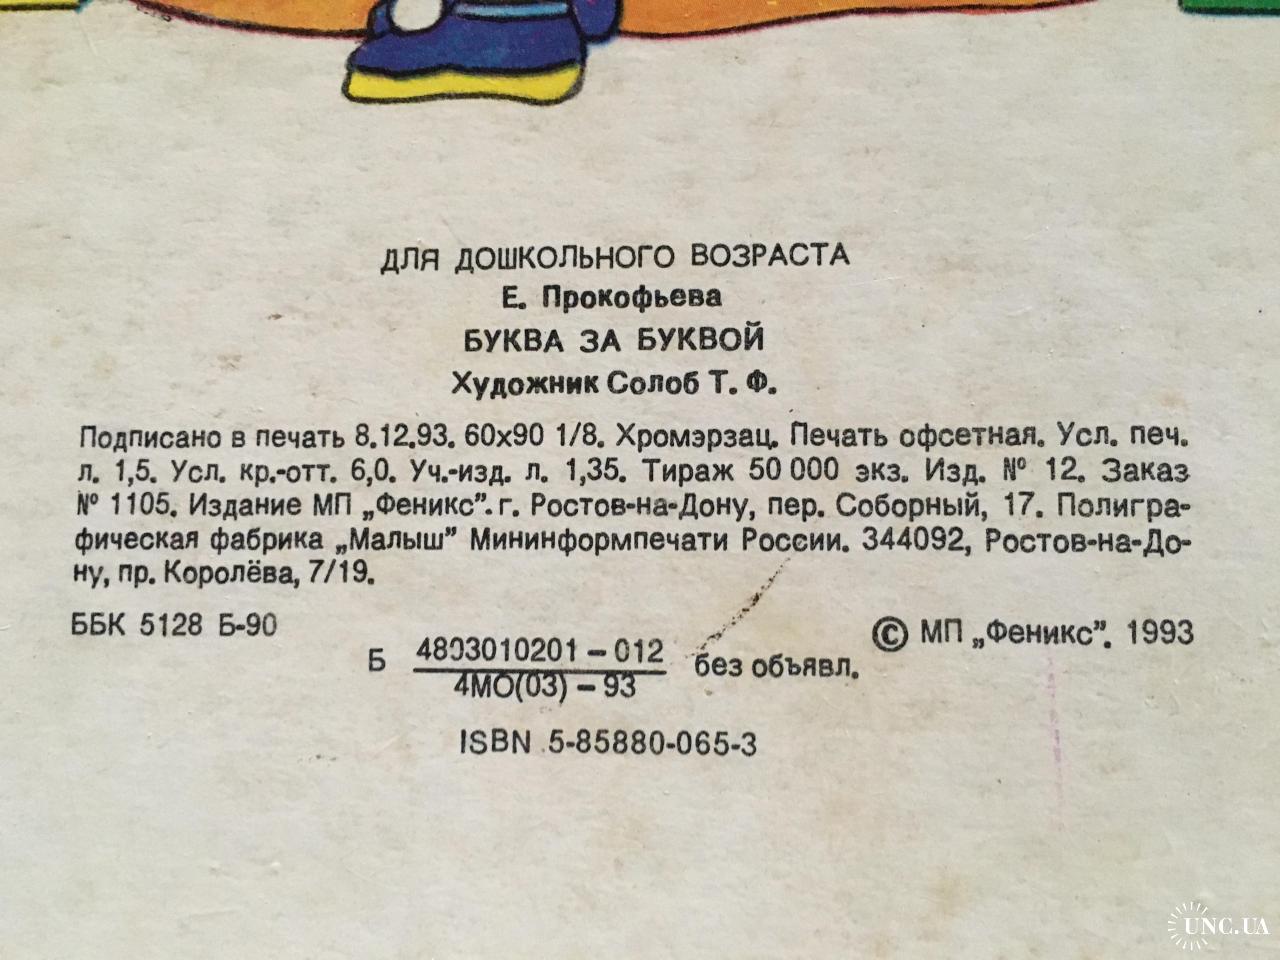 ДЛЯ ДОШКОЛЬНОГО ВОЗРАСТА
Е. Прокофьева
БУКВА ЗА БУКВОЙ
Художник Солоб Т. Ф.
Подписано в печать 8.12.93. 60х90 1/8. Хромэрзац. Печать офсетная. Усл. печ.
л. 1,5. Усл. кр.-отт. 6,0. Уч.-изд. л. 1,35. Тираж 50 000 экз. Изд. № 12. Заказ
№ 1105. Издание МП „Феникс”. г. Ростов-на-Дону, пер. Соборный, 17. Полигра-
фическая фабрика „Малыш” Мининформпечати России. 344092, Ростов-на-До-
ну, пр. Королёва, 7/19.
ББК 5128 Б-90
© МП „Феникс”. 1993
Б 4803010201 – 012 без объявл.
4МО(03) – 93
ISBN 5-85880-065-3
UNC.UA